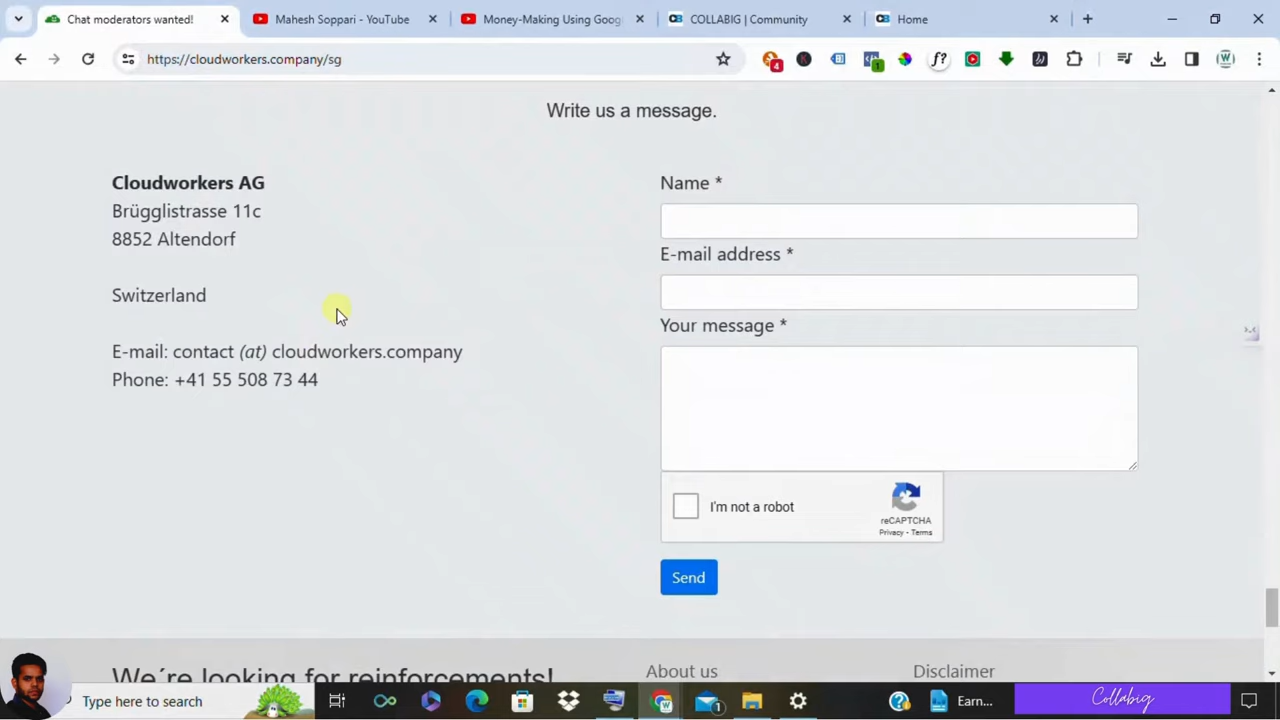 Chat moderators wanted!
Mahesh Soppari - YouTube
Money-Making Using Goog
COLLABIG | Community
Home
https://cloudworkers.company/sg
4
1
f?
Write us a message.
Cloudworkers AG
Brügglistrasse 11c
8852 Altendorf
Switzerland
E-mail: contact (at) cloudworkers.company
Phone: +41 55 508 73 44
Name *
E-mail address *
Your message *
I'm not a robot
reCAPTCHA
Privacy - Terms
Send
We´re looking for reinforcements!
About us
Disclaimer
Type here to search
1
Earn...
Collabig